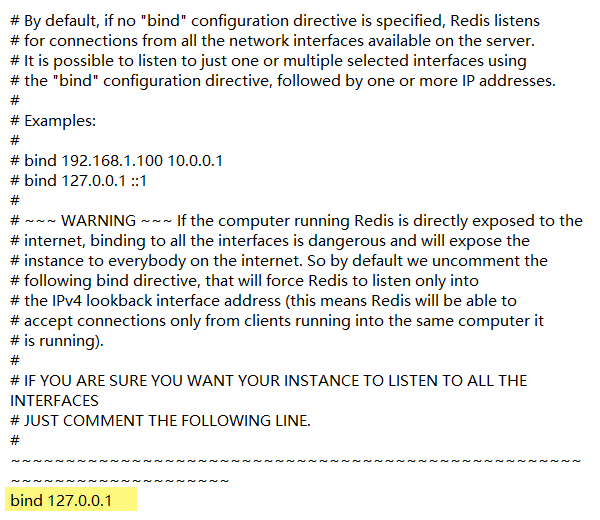 # By default, if no "bind" configuration directive is specified, Redis listens
# for connections from all the network interfaces available on the server.
# It is possible to listen to just one or multiple selected interfaces using
# the "bind" configuration directive, followed by one or more IP addresses.
#
# Examples:
#
# bind 192.168.1.100 10.0.0.1
# bind 127.0.0.1 ::1
#
# ~~~ WARNING ~~~ If the computer running Redis is directly exposed to the
# internet, binding to all the interfaces is dangerous and will expose the
# instance to everybody on the internet. So by default we uncomment the
# following bind directive, that will force Redis to listen only into
# the IPv4 lookback interface address (this means Redis will be able to
# accept connections only from clients running into the same computer it
# is running).
#
# IF YOU ARE SURE YOU WANT YOUR INSTANCE TO LISTEN TO ALL THE
INTERFACES
# JUST COMMENT THE FOLLOWING LINE.
#
~~~~~~~~~~~~~~~~~~~~~~~~~~~~~~~~~~~~~~~~~~~~~~~~~~~~
~~~~~~~~~~~~~~~~~~~~
bind 127.0.0.1